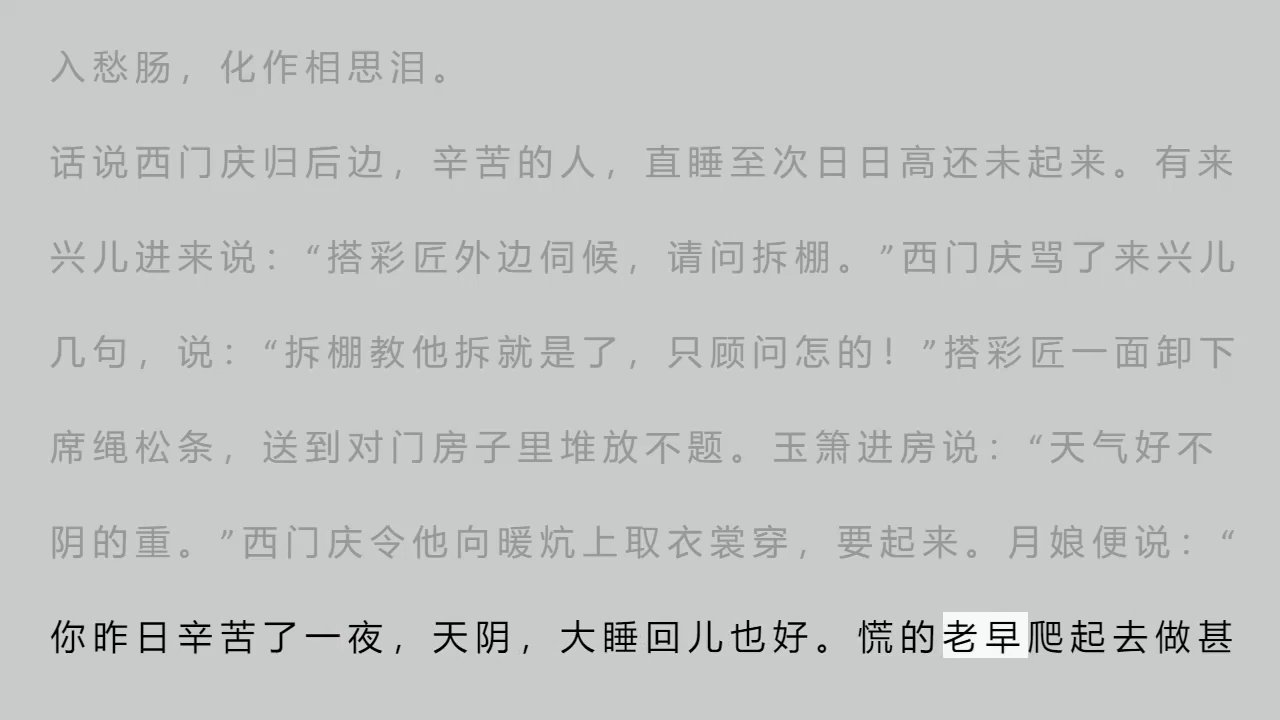 入愁肠，化作相思泪。
话说西门庆归后边，辛苦的人，直睡至次日日高还未起来。有来
兴儿进来说：“搭彩匠外边伺候，请问拆棚。”西门庆骂了来兴儿
几句，说：“拆棚教他拆就是了，只顾问怎的！”搭彩匠一面卸下
席绳松条，送到对门房子里堆放不题。玉箫进房说：“天气好不
阴的重。”西门庆令他向暖炕上取衣裳穿，要起来。月娘便说：“
你昨日辛苦了一夜，天阴，大睡回儿也好。慌的老早爬起去做甚